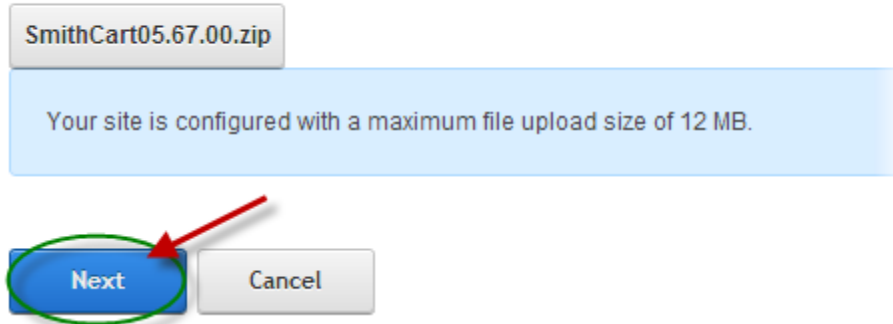 SmithCart05.67.00.zip
Your site is configured with a maximum file upload size of 12 MB.
Next
Cancel